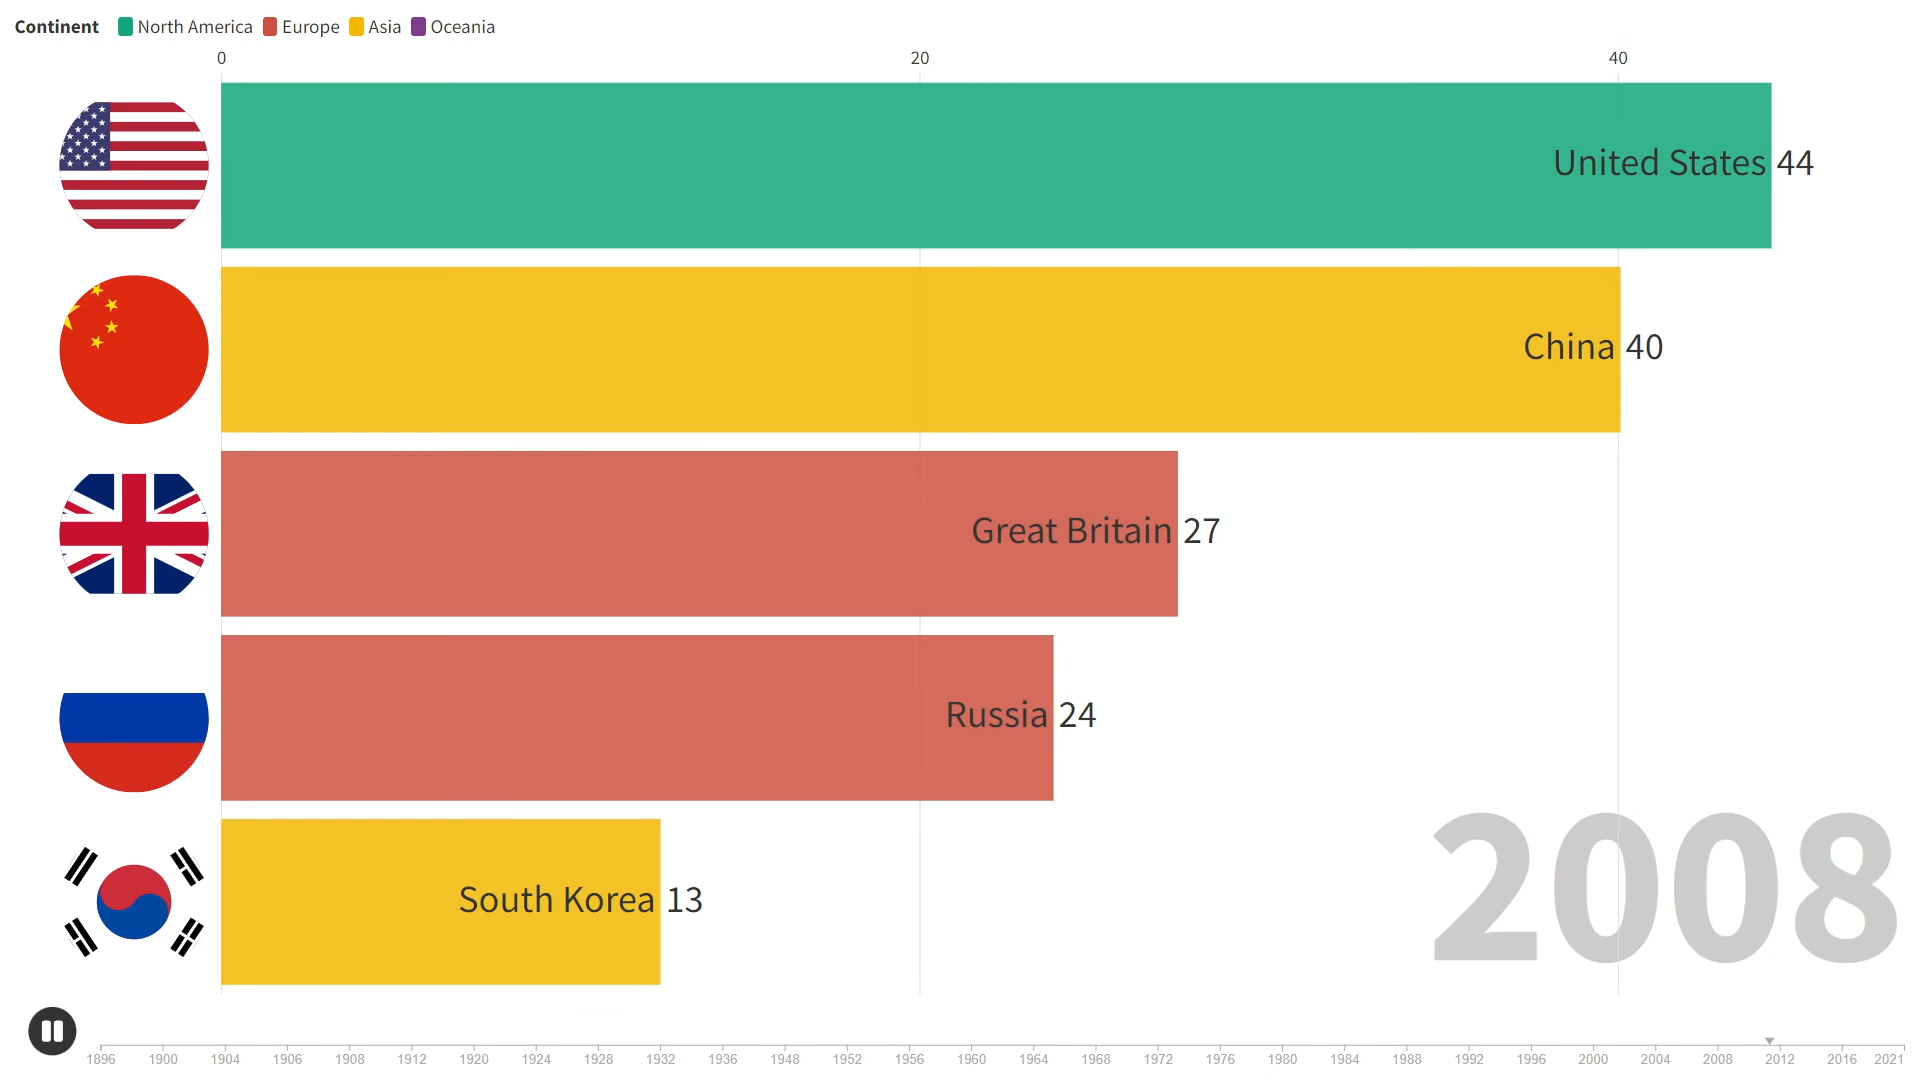 Continent North America Europe Asia Oceania
0 20 40
United States 44
China 40
Great Britain 27
Russia 24
South Korea 13
2008
1896 1900 1904 1906 1908 1912 1920 1924 1928 1932 1936 1948 1952 1956 1960 1964 1968 1972 1976 1980 1984 1988 1992 1996 2000 2004 2008 2012 2016 2021